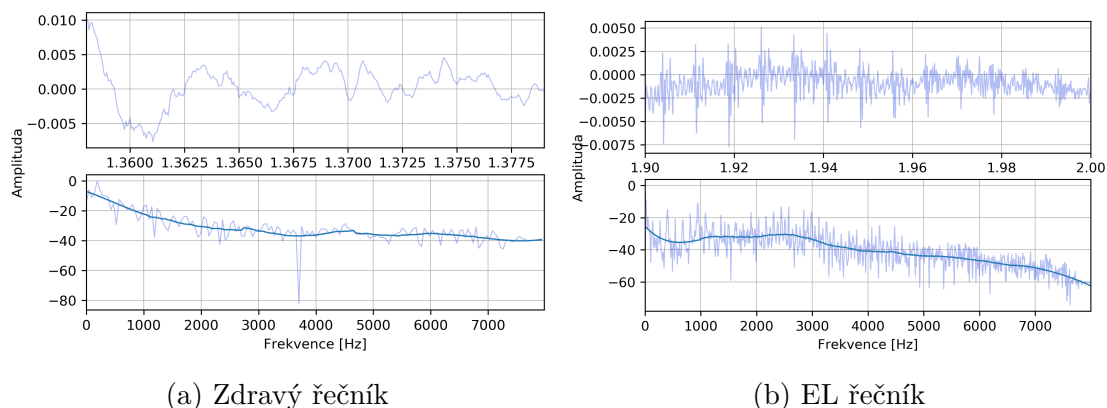 0.010
0.005
0.000
−0.005
1.3600 1.3625 1.3650 1.3675 1.3700 1.3725 1.3750 1.3775
Amplituda
0
−20
−40
−60
−80
0 1000 2000 3000 4000 5000 6000 7000
Frekvence [Hz]
(a) Zdravý řečník
0.0050
0.0025
0.0000
−0.0025
−0.0050
−0.0075
1.90 1.92 1.94 1.96 1.98 2.00
Amplituda
0
−20
−40
−60
0 1000 2000 3000 4000 5000 6000 7000
Frekvence [Hz]
(b) EL řečník